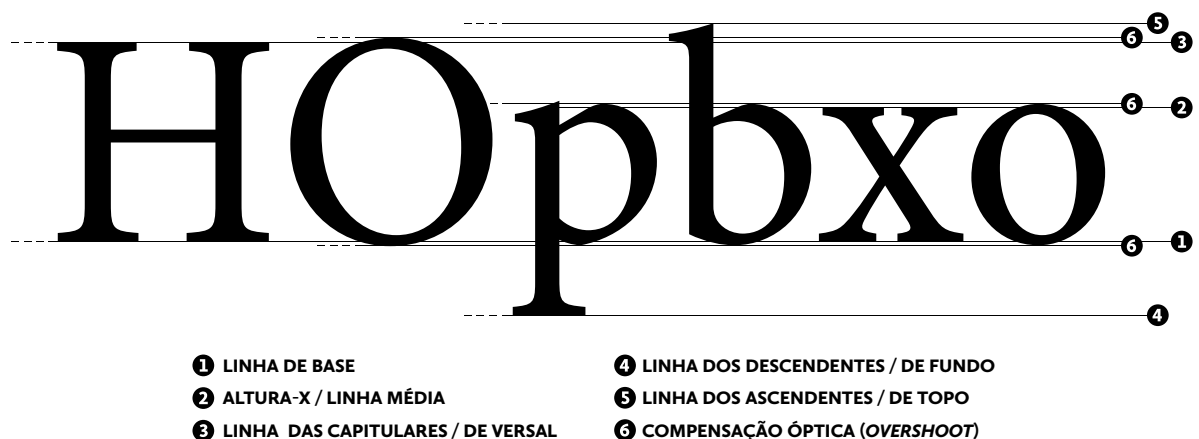 HOpbxo
5
6
3
6
2
1
6
4
1 LINHA DE BASE
2 ALTURA-X / LINHA MÉDIA
3 LINHA DAS CAPITULARES / DE VERSAL
4 LINHA DOS DESCENDENTES / DE FUNDO
5 LINHA DOS ASCENDENTES / DE TOPO
6 COMPENSAÇÃO ÓPTICA (OVERSHOOT)